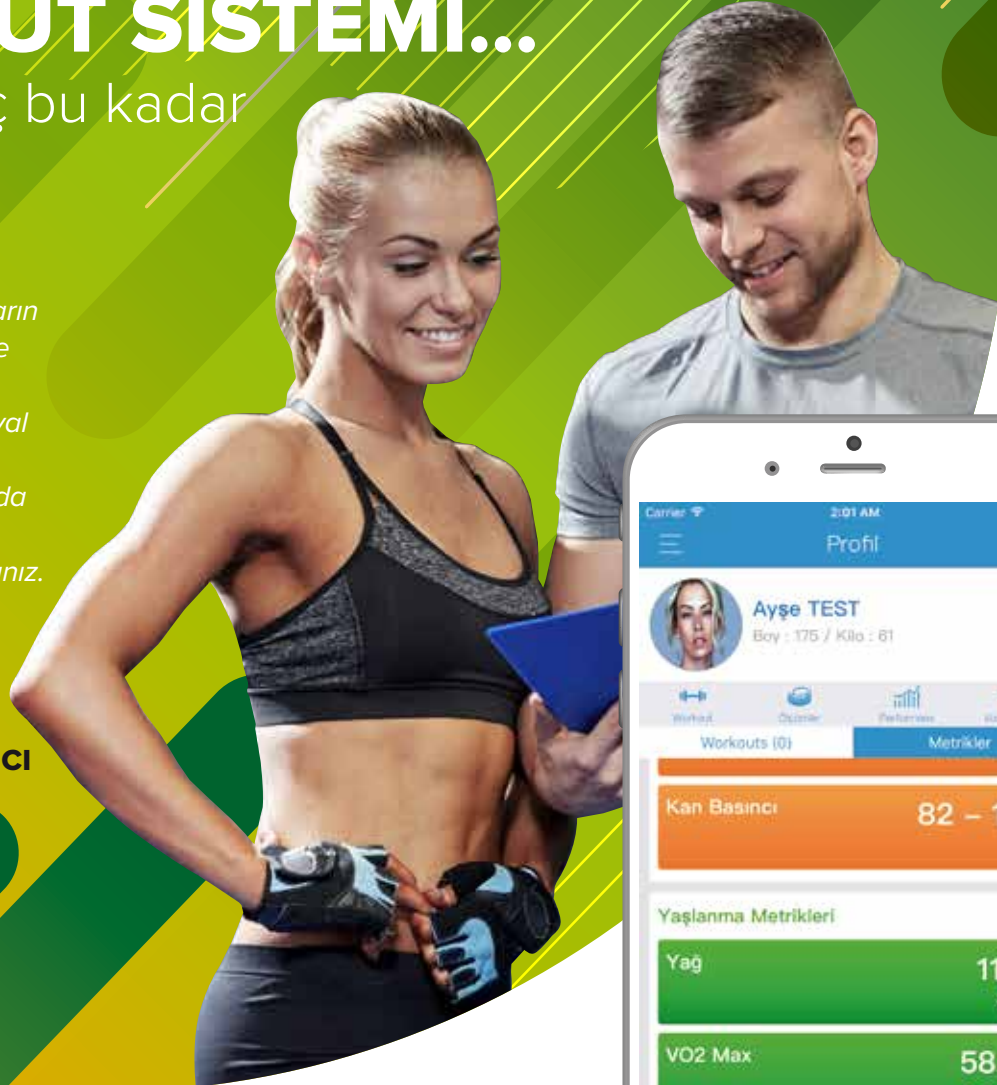 UT SİSTEMİ...
ç bu kadar
arın
e
val
da
ınız.
CI
Carrier 2:01 AM
Profil
Ayşe TEST
Boy : 175 / Kilo : 61
Workout Performans
Workouts (0) Metrikler
Kan Basıncı 82 –
Yaşlanma Metrikleri
Yağ 11
VO2 Max 58